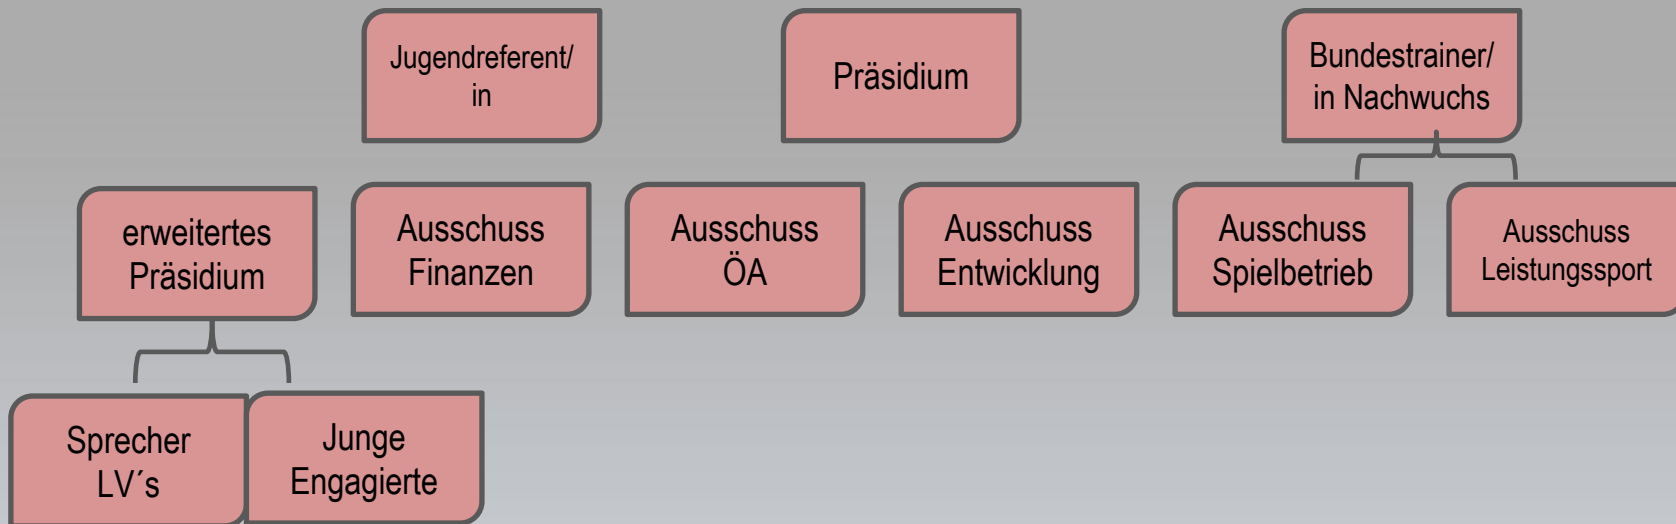 Jugendreferent/
in
Präsidium
Bundestrainer/
in Nachwuchs
erweitertes
Präsidium
Ausschuss
Finanzen
Ausschuss
ÖA
Ausschuss
Entwicklung
Ausschuss
Spielbetrieb
Ausschuss
Leistungssport
Sprecher
LV´s
Junge
Engagierte